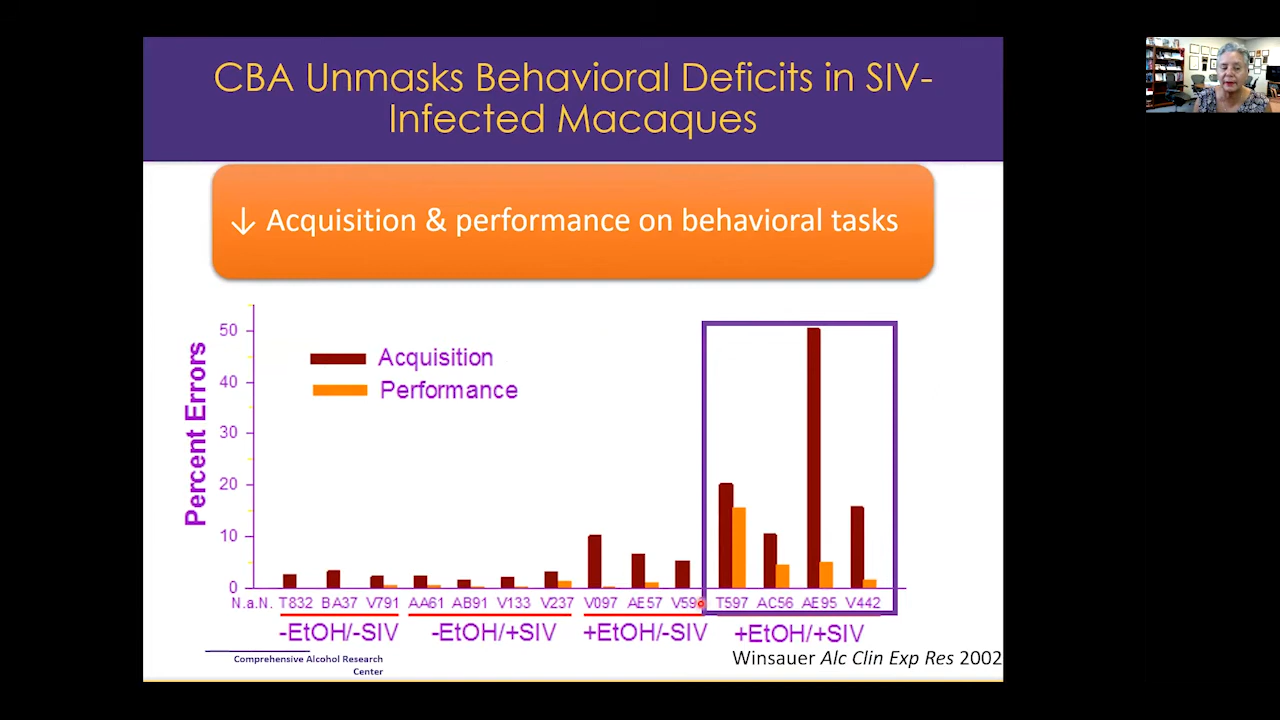 CBA Unmasks Behavioral Deficits in SIV-
Infected Macaques
↓ Acquisition & performance on behavioral tasks
50
40
30
20
10
0
Percent Errors
Acquisition
Performance
N.a.N. T832 BA37 V791 AA61 AB91 V133 V237 V097 AE57 T597 AC56 AE95 V442
-EtOH/-SIV -EtOH/+SIV +EtOH/-SIV +EtOH/+SIV
Comprehensive Alcohol Research
Center
Winsauer Alc Clin Exp Res 2002